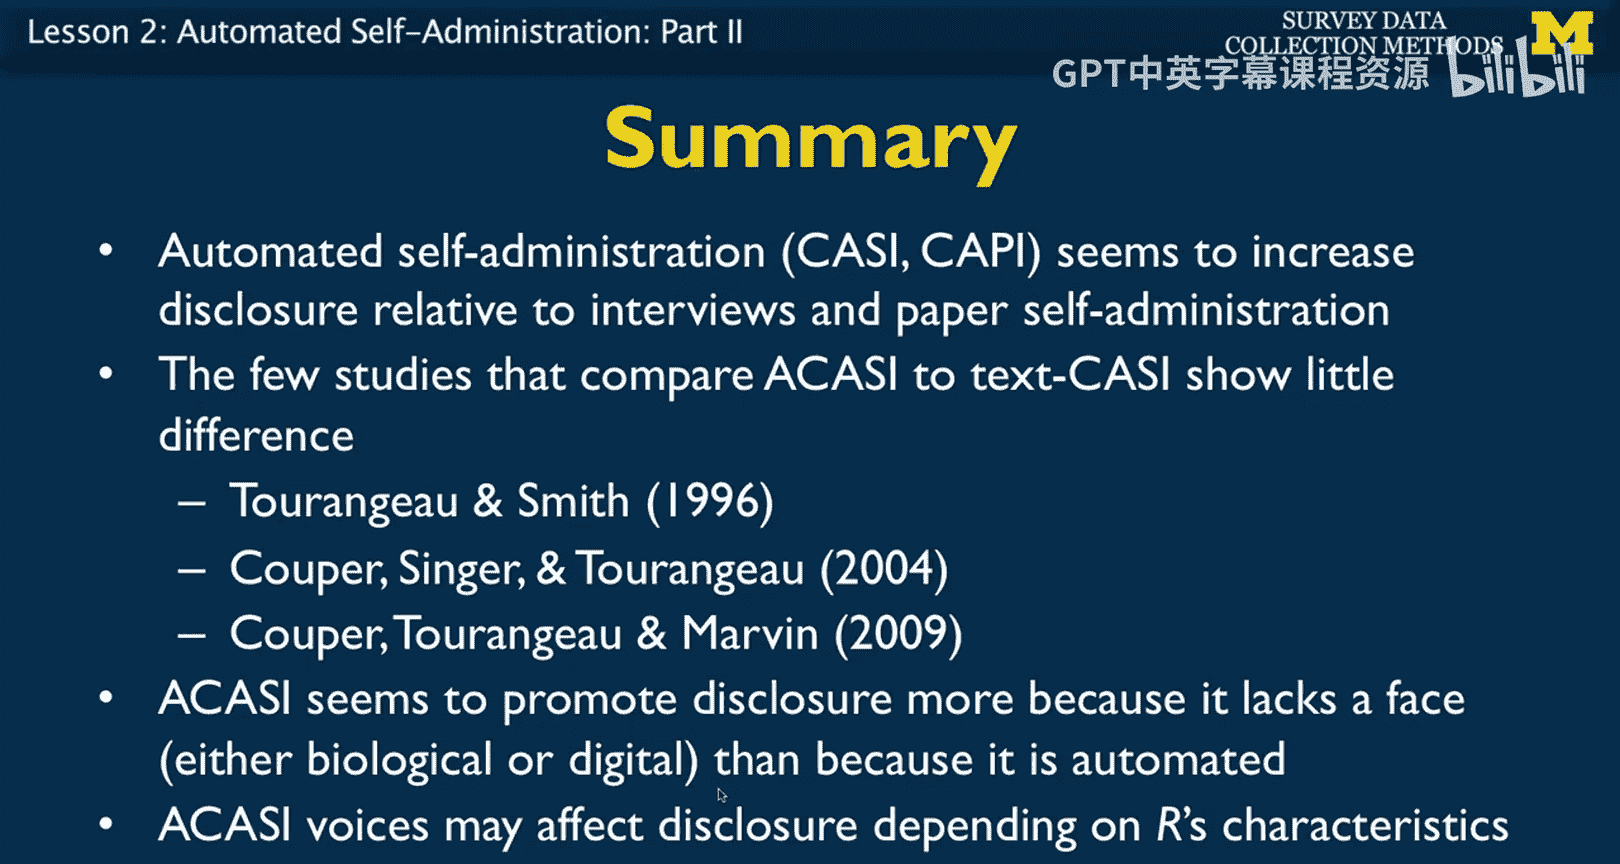 Lesson 2: Automated Self-Administration: Part II
SURVEY DATA
COLLECTION METHODS
M
GPT中英字幕课程资源
bilibili
Summary
• Automated self-administration (CASI, CAPI) seems to increase
disclosure relative to interviews and paper self-administration
• The few studies that compare ACASI to text-CASI show little
difference
– Tourangeau & Smith (1996)
– Couper, Singer, & Tourangeau (2004)
– Couper, Tourangeau & Marvin (2009)
• ACASI seems to promote disclosure more because it lacks a face
(either biological or digital) than because it is automated
• ACASI voices may affect disclosure depending on R's characteristics